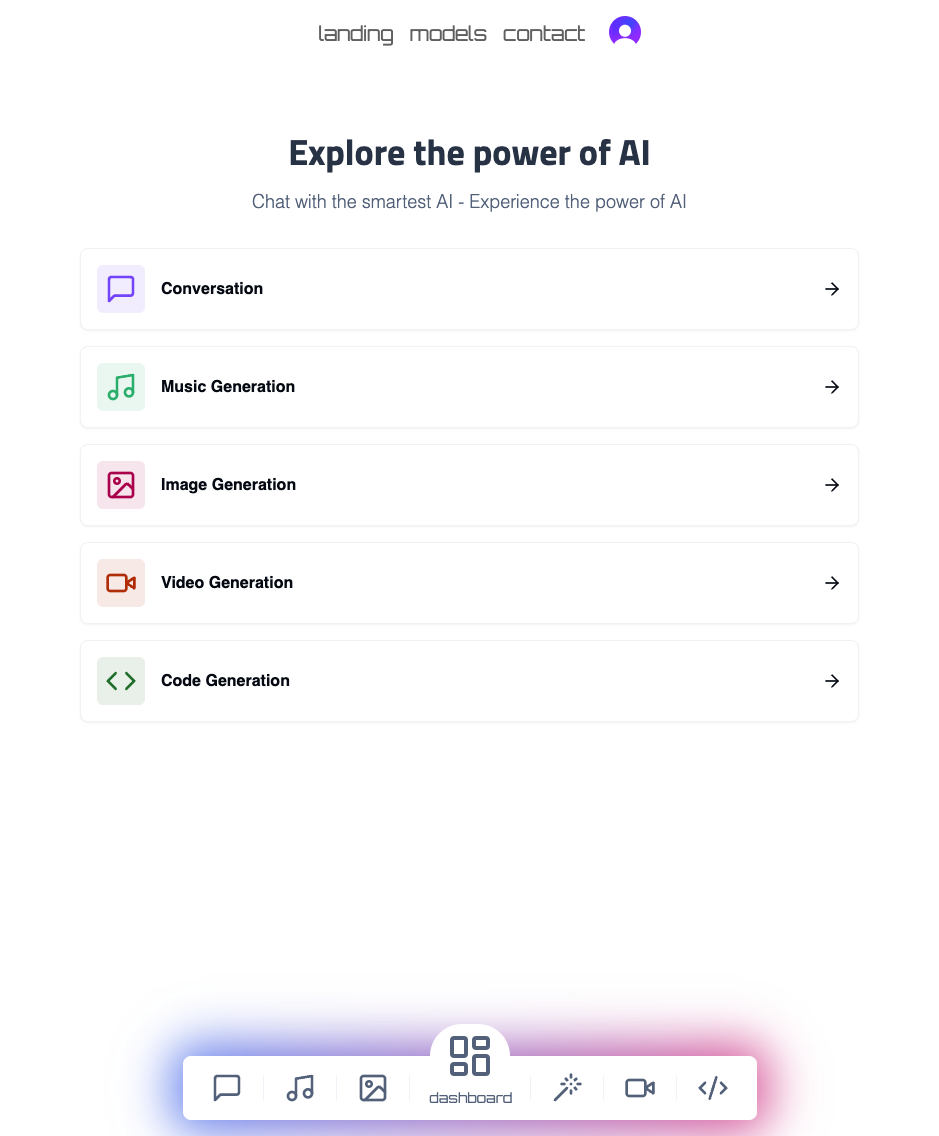 landing models contact
Explore the power of AI
Chat with the smartest AI - Experience the power of AI
Conversation
Music Generation
Image Generation
Video Generation
Code Generation
dashboard